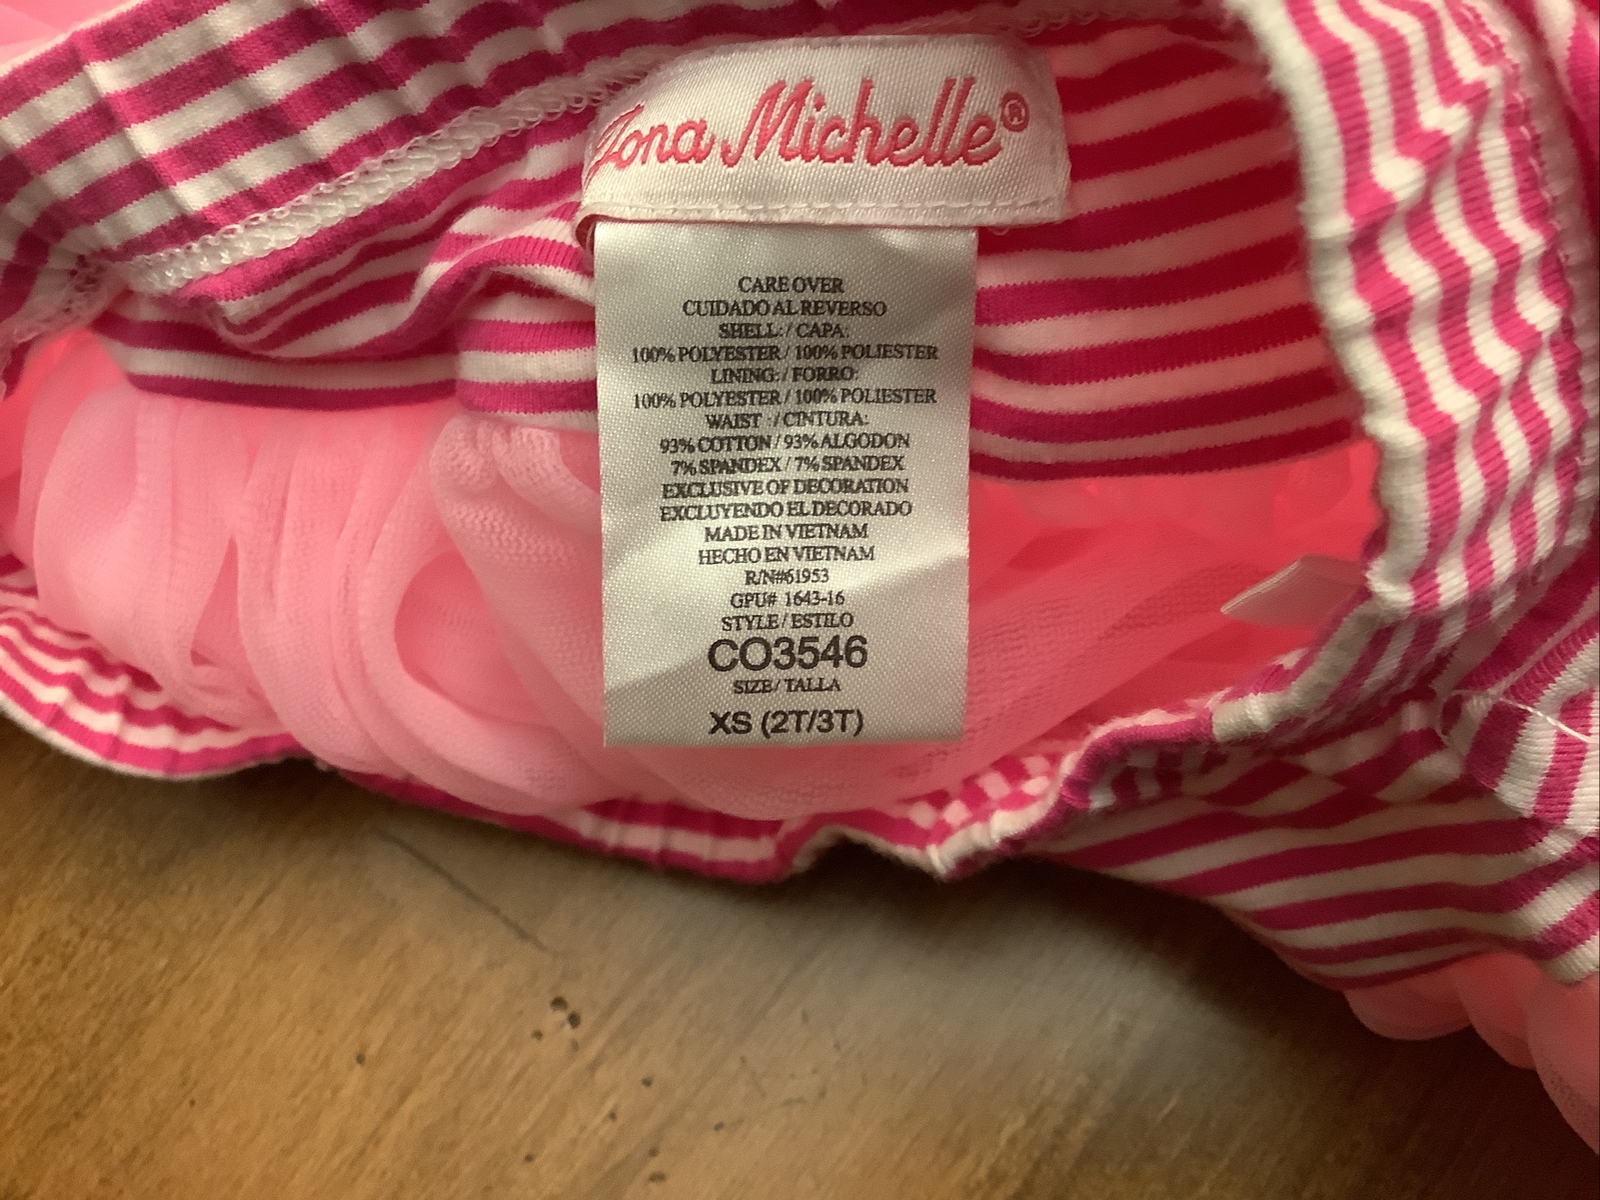 Zona Michelle®
CARE OVER
CUIDADO AL REVERSO
SHELL: / CAPA:
100% POLYESTER / 100% POLIESTER
LINING: / FORRO:
100% POLYESTER / 100% POLIESTER
WAIST : / CINTURA:
93% COTTON / 93% ALGODON
7% SPANDEX / 7% SPANDEX
EXCLUSIVE OF DECORATION
EXCLUYENDO EL DECORADO
MADE IN VIETNAM
HECHO EN VIETNAM
R/N#61953
GPU# 1643-16
STYLE / ESTILO
CO3546
SIZE / TALLA
XS (2T/3T)